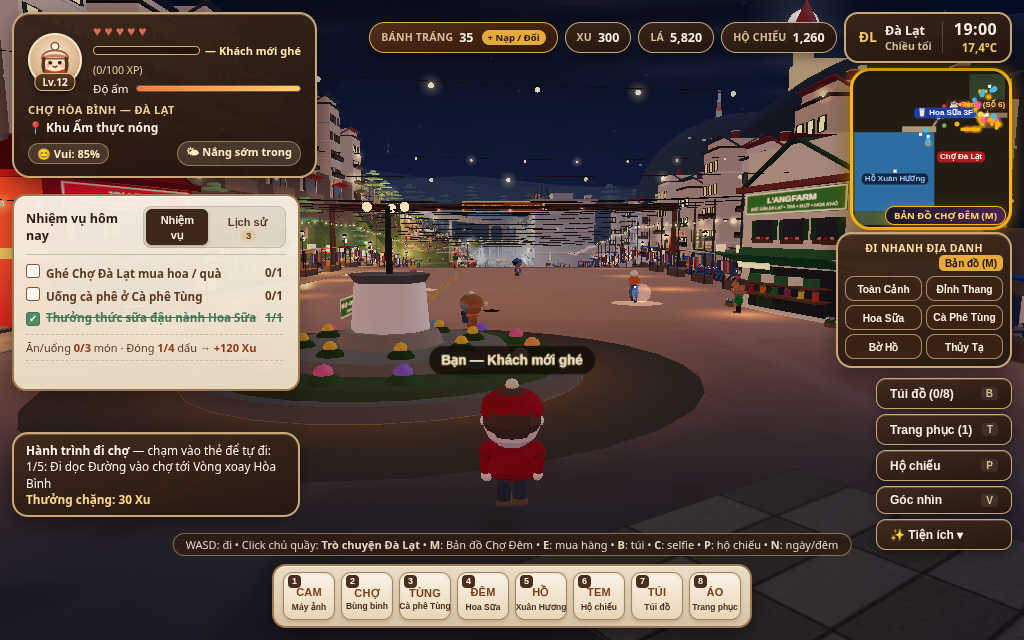 Lv.12
— Khách mới ghé
(0/100 XP)
Độ ấm
CHỢ HÒA BÌNH — ĐÀ LẠT
📍 Khu Ẩm thực nóng
😊 Vui: 85%
🌤 Nắng sớm trong
BÁNH TRÁNG 35 + Nạp / Đổi
XU 300
LÁ 5,820
HỘ CHIẾU 1,260
ĐL Đà Lạt
Chiều tối
19:00
17,4°C
(Số 6)
Hoa Sữa 3F
Chợ Đà Lạt
Hồ Xuân Hương
BẢN ĐỒ CHỢ ĐÊM (M)
ĐI NHANH ĐỊA DANH
Bản đồ (M)
Toàn Cảnh
Đỉnh Thang
Hoa Sữa
Cà Phê Tùng
Bờ Hồ
Thủy Tạ
Nhiệm vụ hôm nay
Nhiệm vụ
Lịch sử
3
Ghé Chợ Đà Lạt mua hoa / quà 0/1
Uống cà phê ở Cà phê Tùng 0/1
Thưởng thức sữa đậu nành Hoa Sữa 1/1
Ăn/uống 0/3 món · Đóng 1/4 dấu → +120 Xu
L'ANGFARM
Bạn — Khách mới ghé
Túi đồ (0/8) B
Trang phục (1) T
Hộ chiếu P
Góc nhìn V
✨ Tiện ích ▾
Hành trình đi chợ — chạm vào thẻ để tự đi:
1/5: Đi dọc Đường vào chợ tới Vòng xoay Hòa
Bình
Thưởng chặng: 30 Xu
WASD: đi • Click chủ quầy: Trò chuyện Đà Lạt • M: Bản đồ Chợ Đêm • E: mua hàng • B: túi • C: selfie • P: hộ chiếu • N: ngày/đêm
1 CAM Máy ảnh
2 CHỢ Bùng binh
3 TÙNG Cà phê Tùng
4 ĐÊM Hoa Sữa
5 HỒ Xuân Hương
6 TEM Hộ chiếu
7 TÚI Túi đồ
8 ÁO Trang phục